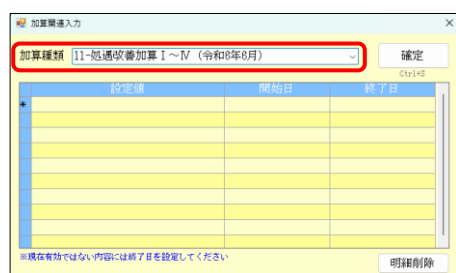 加算関連入力
加算種類 11-処遇改善加算Ⅰ～Ⅳ (令和6年6月)
確定
Ctrl+S
設定値 開始日 終了日
※現在有効ではない内容には終了日を設定してください
明細削除